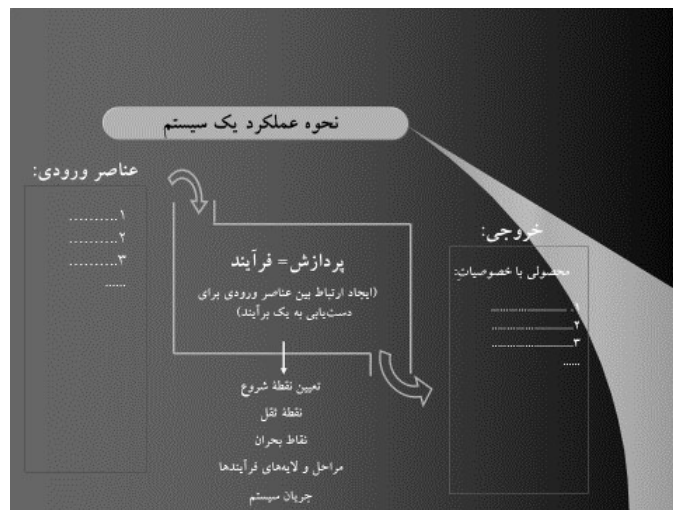 نحوه عملکرد یک سیستم
عناصر ورودی:
۱..........
۲..........
۳..........
.....
پردازش= فرآیند
(ایجاد ارتباط بین عناصر ورودی برای
دست‌یابی به یک برآیند)
تعیین نقطهٔ شروع
نقطهٔ ثقل
نقاط بحران
مراحل و لایه‌های فرآیندها
جریان سیستم
خروجی:
محصولی با خصوصیاتِ:
۱. ......................
۲......................
۳......................
.....